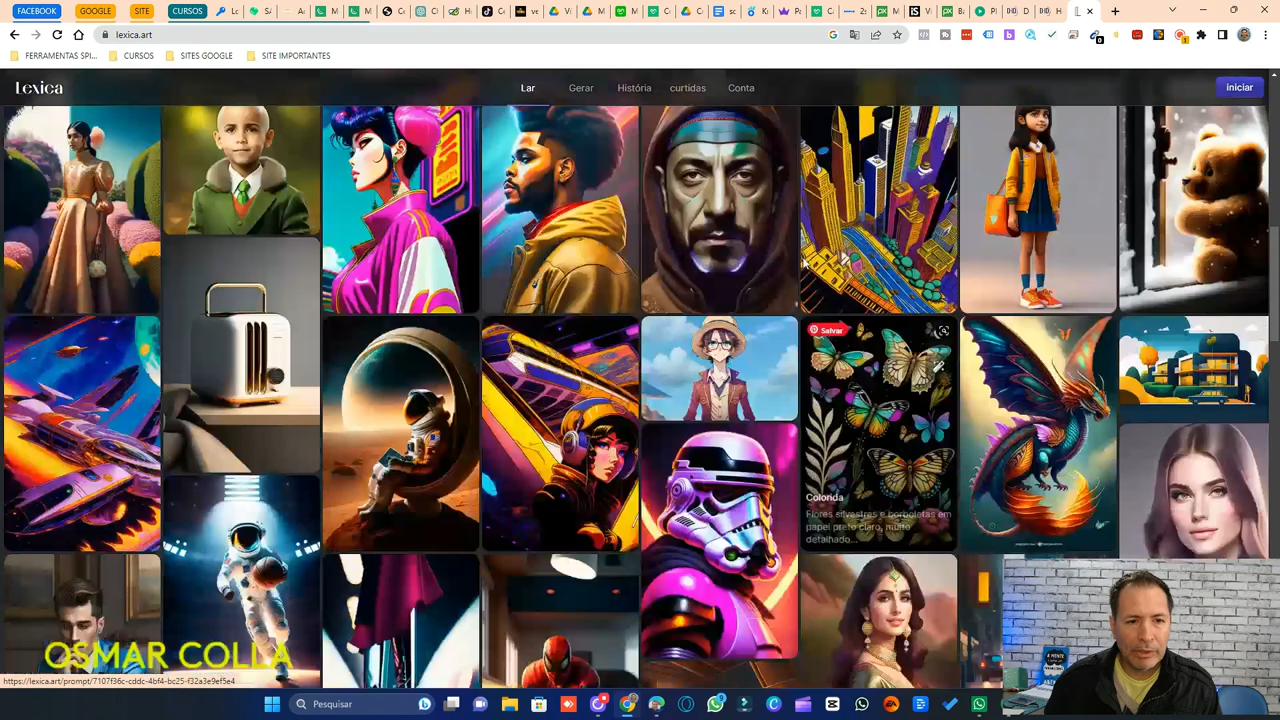 FACEBOOK
GOOGLE
SITE
CURSOS
lexica.art
FERRAMENTAS SPI...
CURSOS
SITES GOOGLE
SITE IMPORTANTES
Lexica
Lar
Gerar
História
curtidas
Conta
Iniciar
Salvar
Colorida
Flores silvestres e borboletas em
papel preto claro, muito
detalhado...
OSMAR COLLA
https://lexica.art/prompt/7107f36c-cddc-4bf4-bc25-f32a3e9ef5e4
Pesquisar